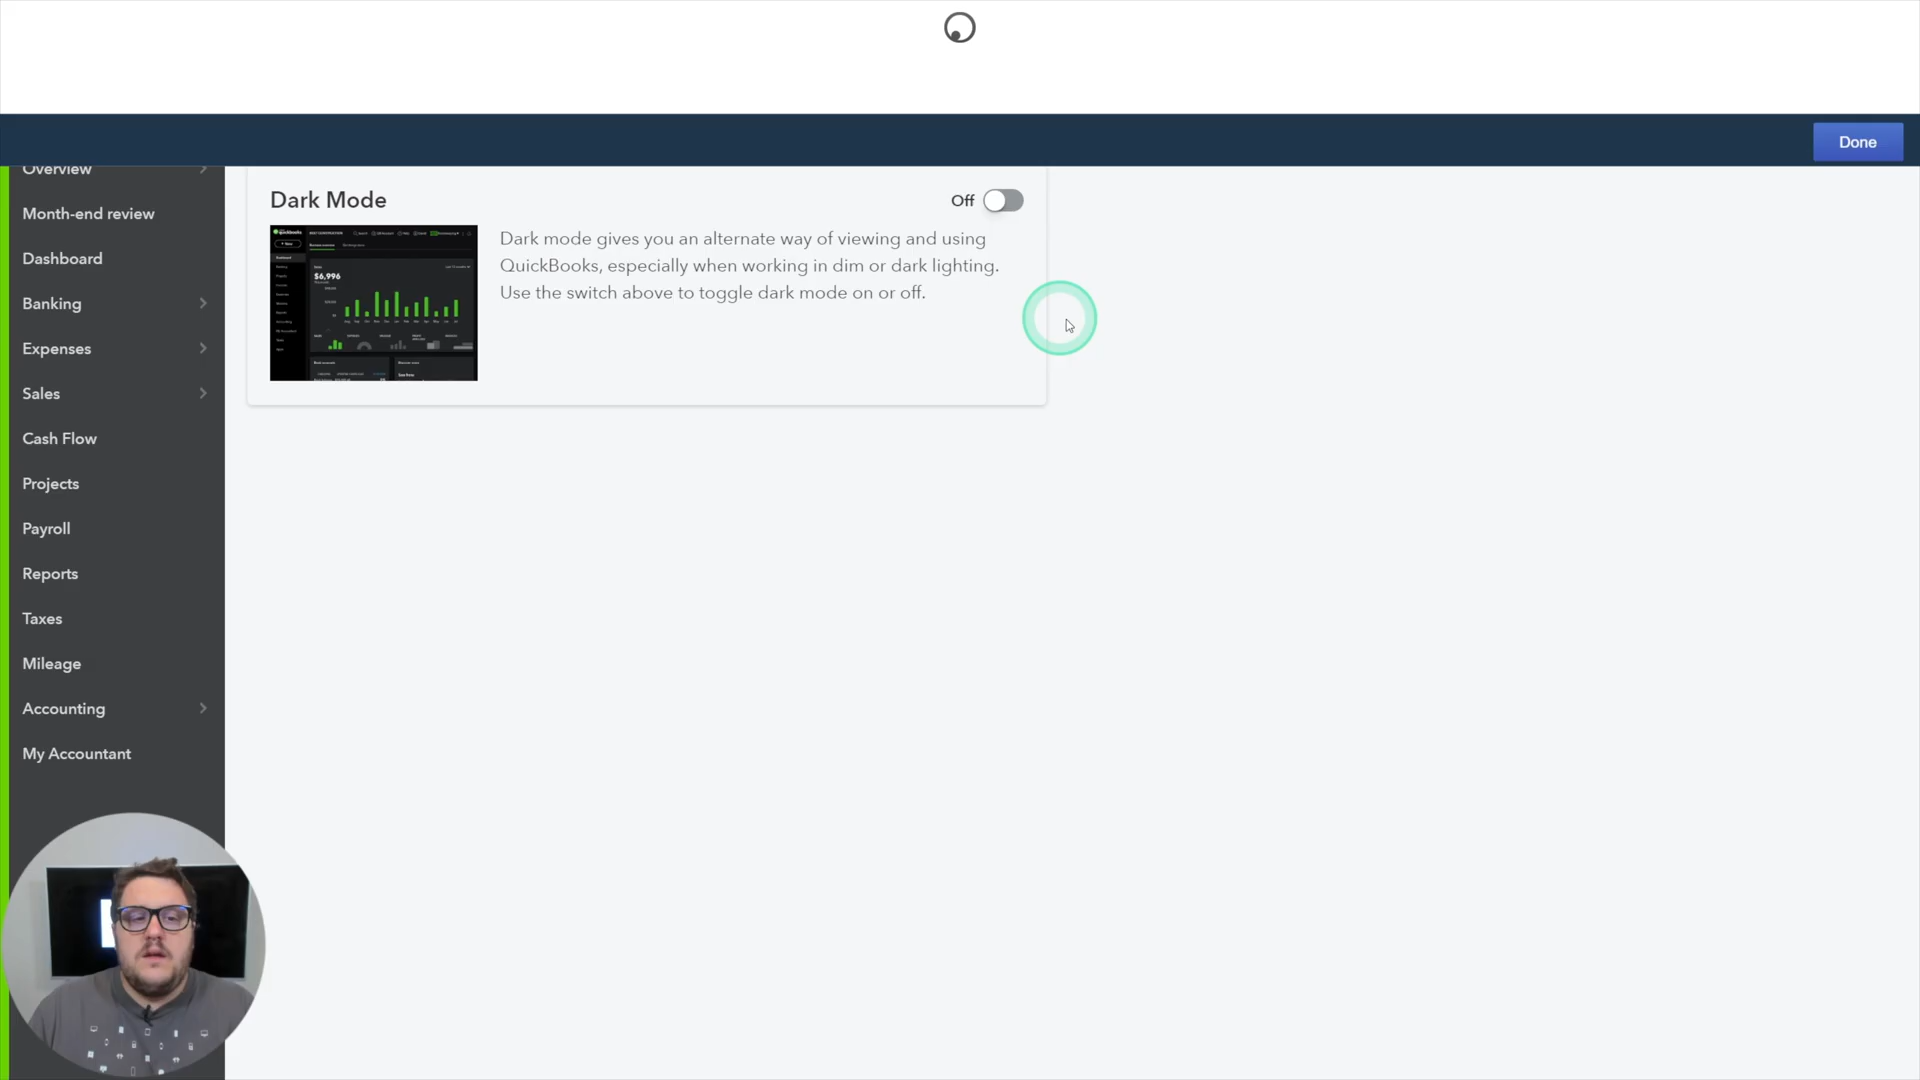 Done
Overview
Month-end review
Dashboard
Banking
Expenses
Sales
Cash Flow
Projects
Payroll
Reports
Taxes
Mileage
Accounting
My Accountant
Dark Mode
Off
quickbooks
$6,996
Dark mode gives you an alternate way of viewing and using
QuickBooks, especially when working in dim or dark lighting.
Use the switch above to toggle dark mode on or off.